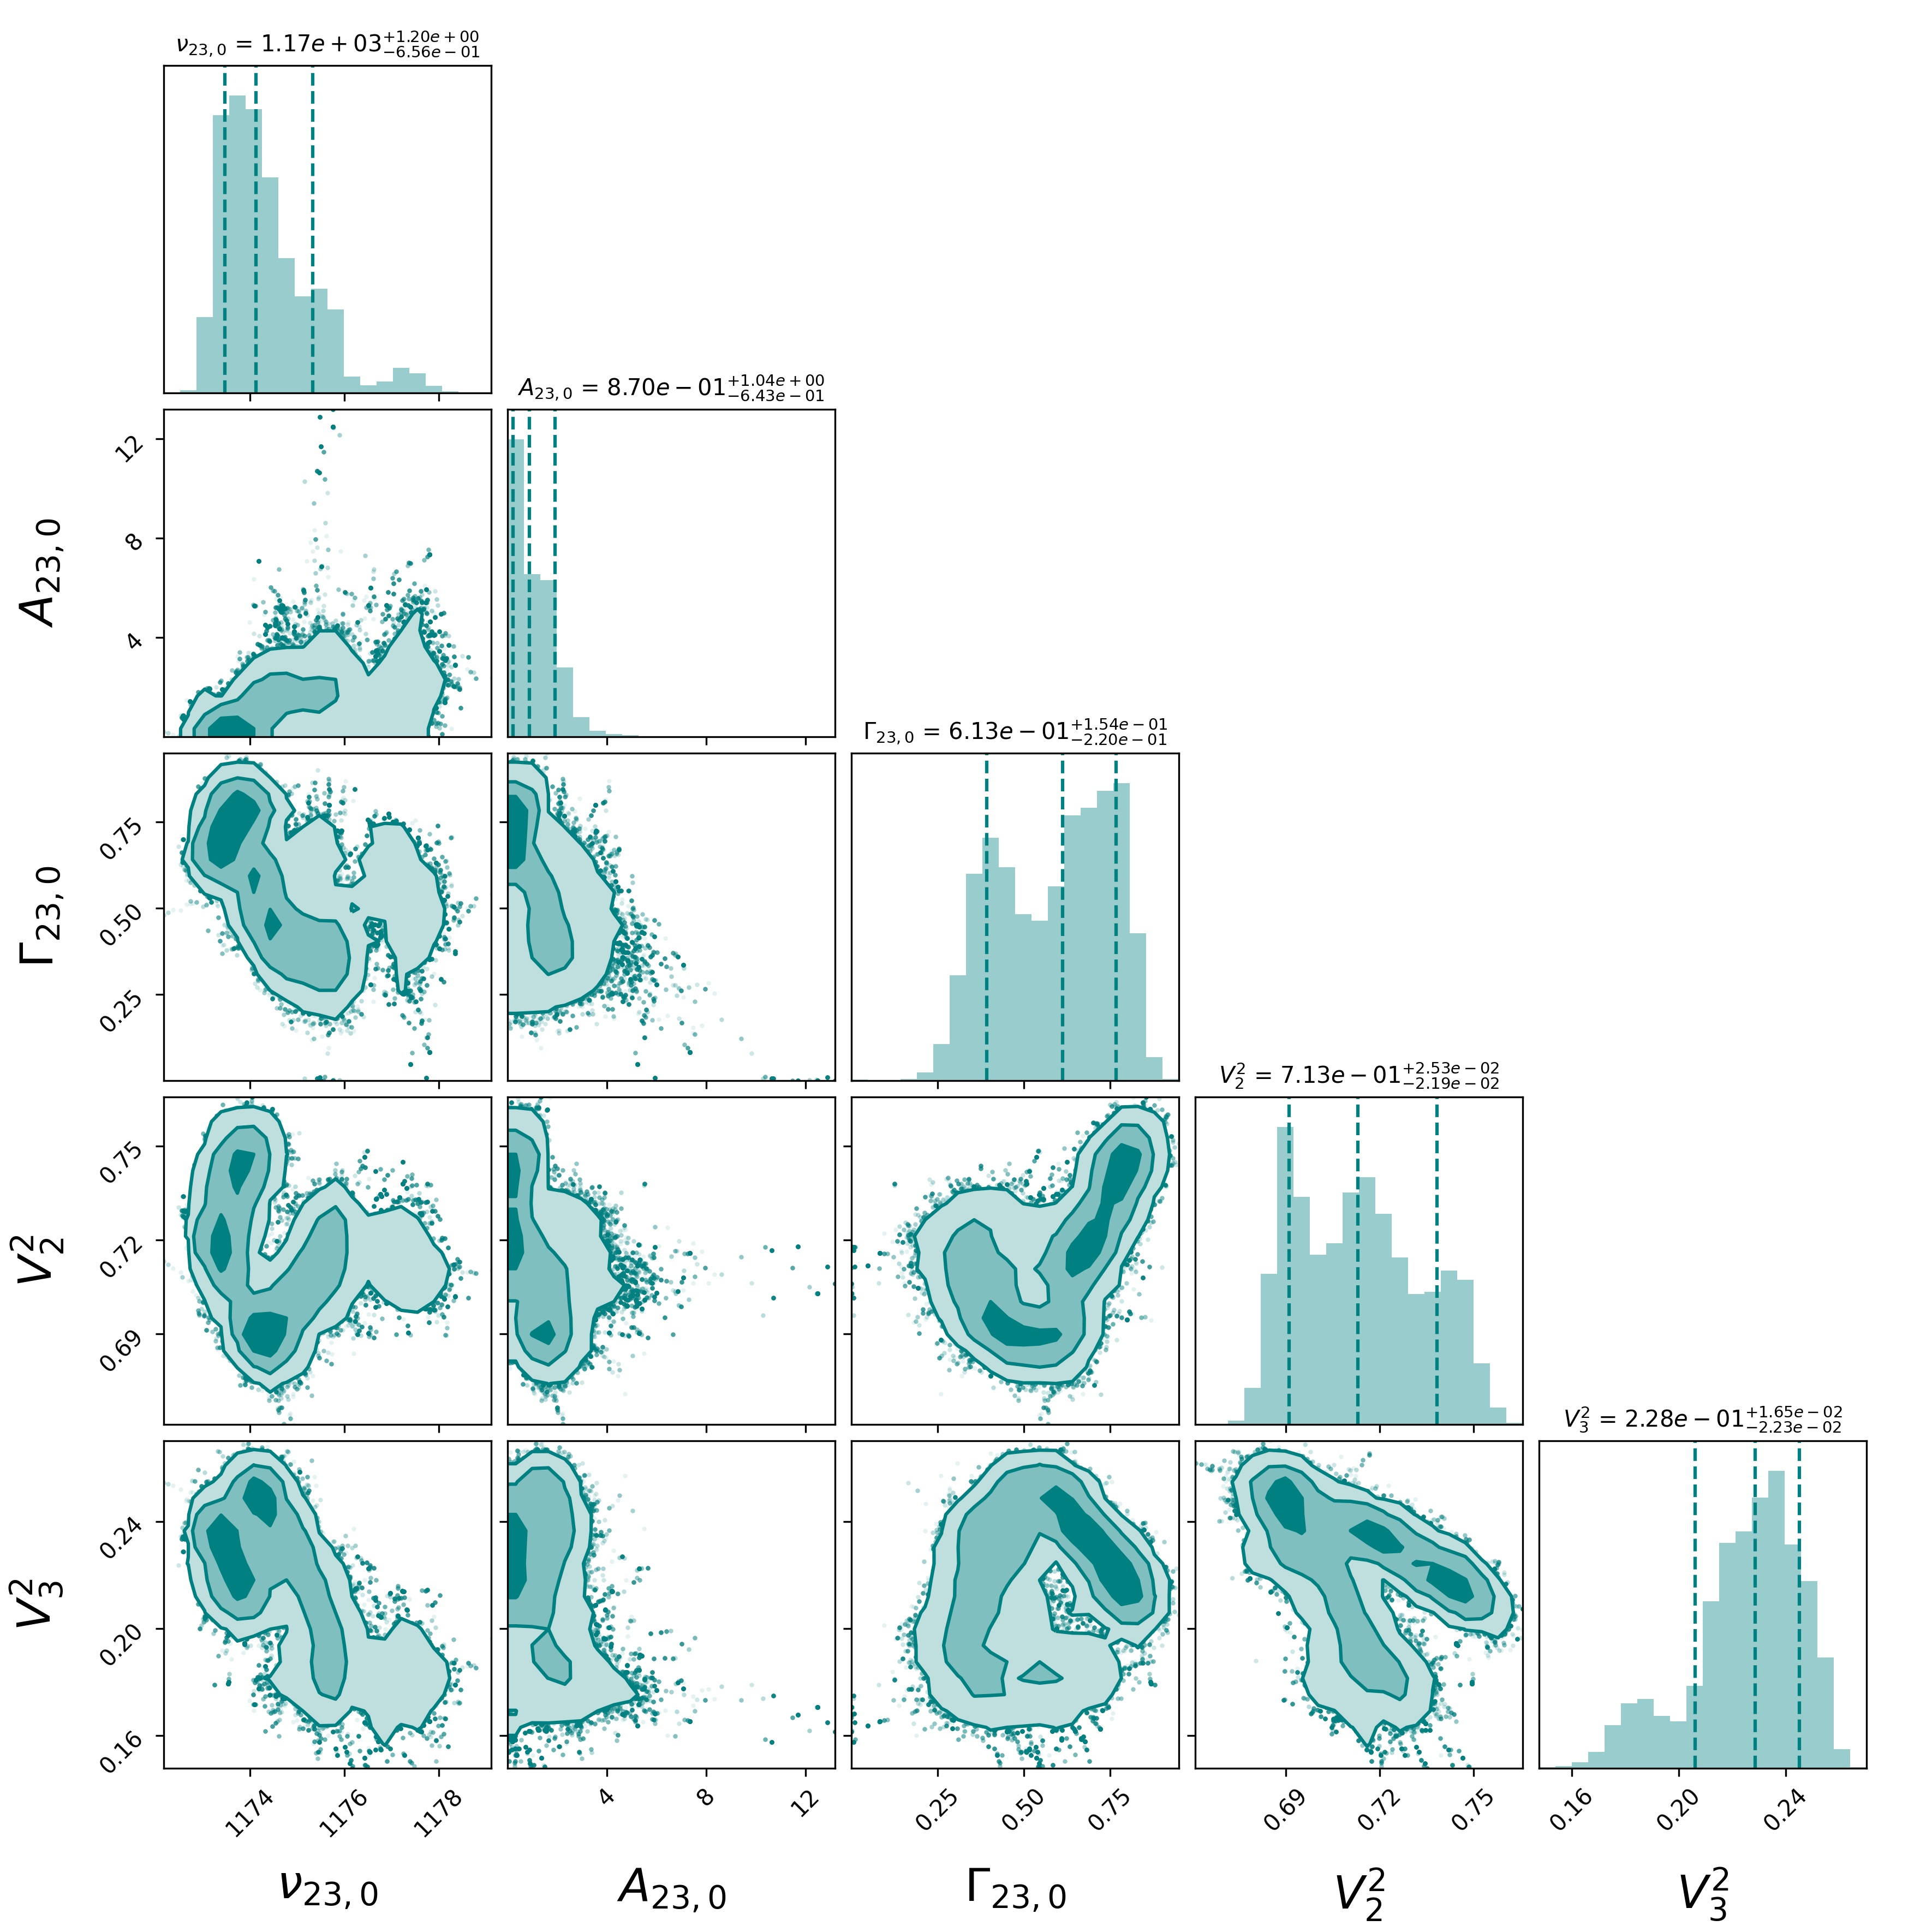 ν23,0 = 1.17e + 03 +1.20e+00 −6.56e−01
A23,0 = 8.70e − 01 +1.04e+00 −6.43e−01
12
8
4
A23,0
Γ23,0 = 6.13e − 01 +1.54e−01 −2.20e−01
0.75
0.50
0.25
Γ23,0
V₂² = 7.13e − 01 +2.53e−02 −2.19e−02
0.75
0.72
0.69
V₂²
V₃² = 2.28e − 01 +1.65e−02 −2.23e−02
0.24
0.20
0.16
V₃²
1174 1176 1178 4 8 12 0.25 0.50 0.75 0.69 0.72 0.75 0.16 0.20 0.24
ν23,0 A23,0 Γ23,0 V₂² V₃²